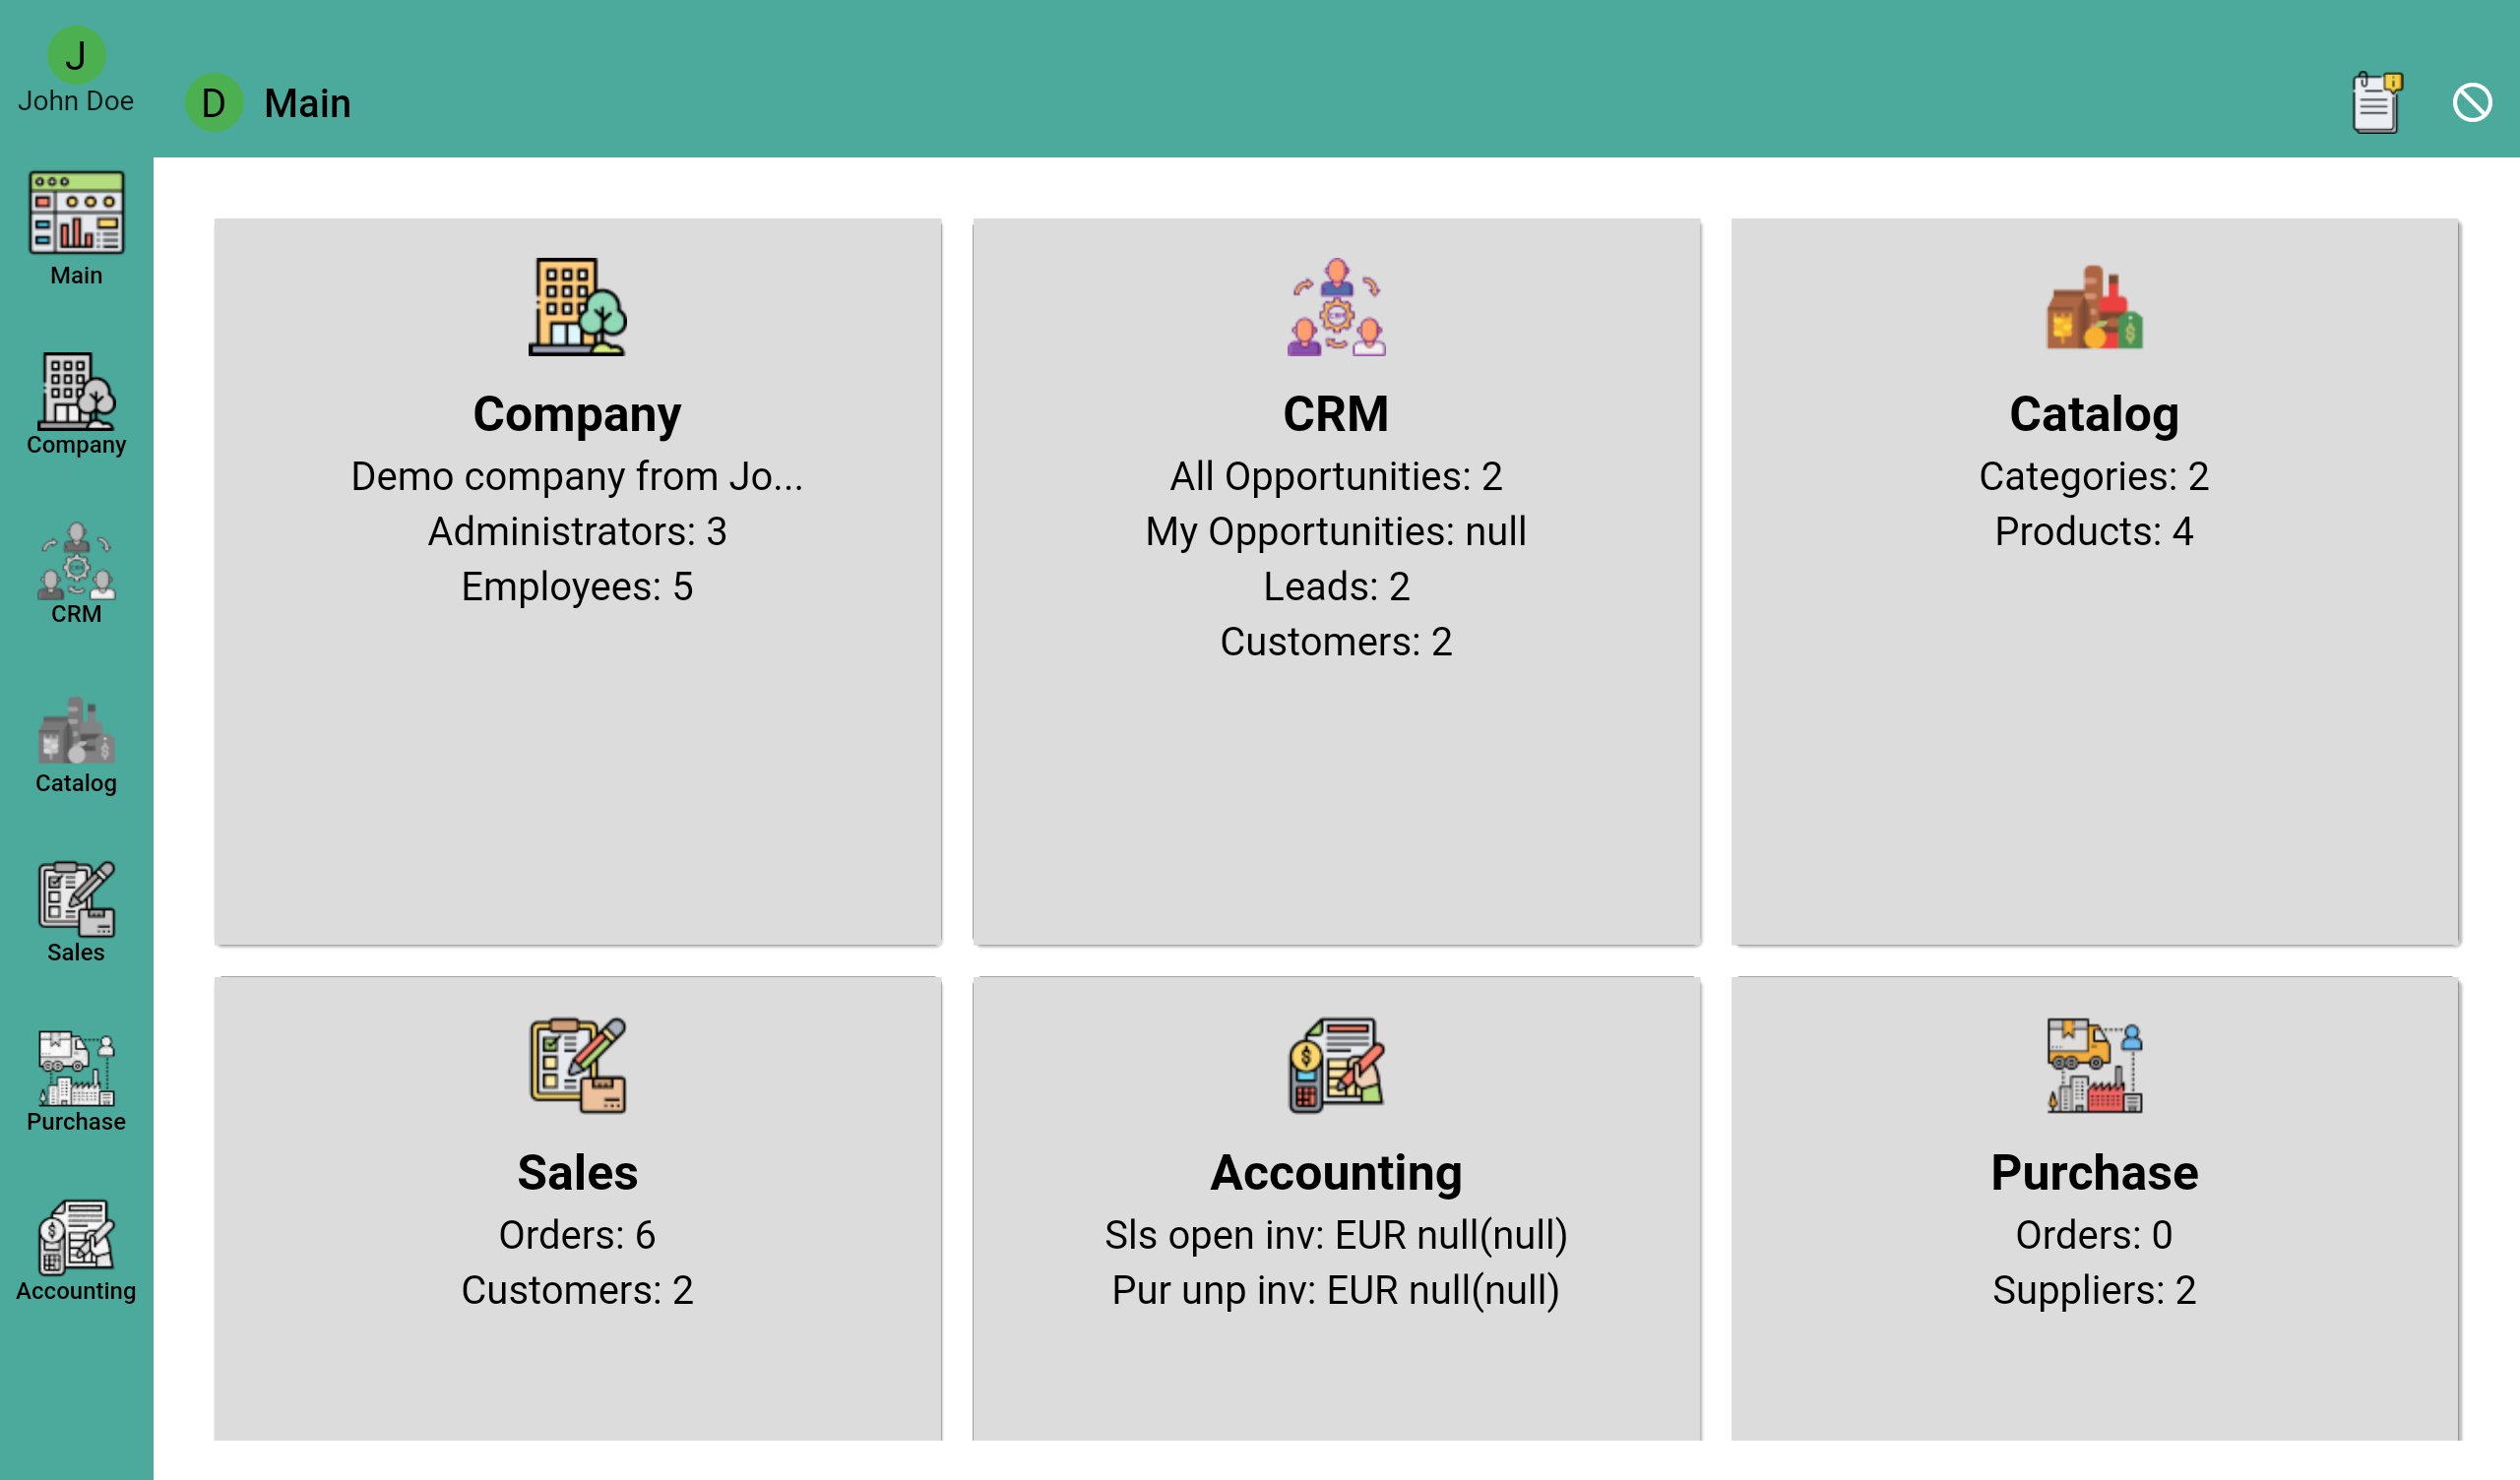 J
John Doe
D Main
Main
Company
CRM
Catalog
Sales
Purchase
Accounting
Company
Demo company from Jo...
Administrators: 3
Employees: 5
CRM
All Opportunities: 2
My Opportunities: null
Leads: 2
Customers: 2
Catalog
Categories: 2
Products: 4
Sales
Orders: 6
Customers: 2
Accounting
Sls open inv: EUR null(null)
Pur unp inv: EUR null(null)
Purchase
Orders: 0
Suppliers: 2